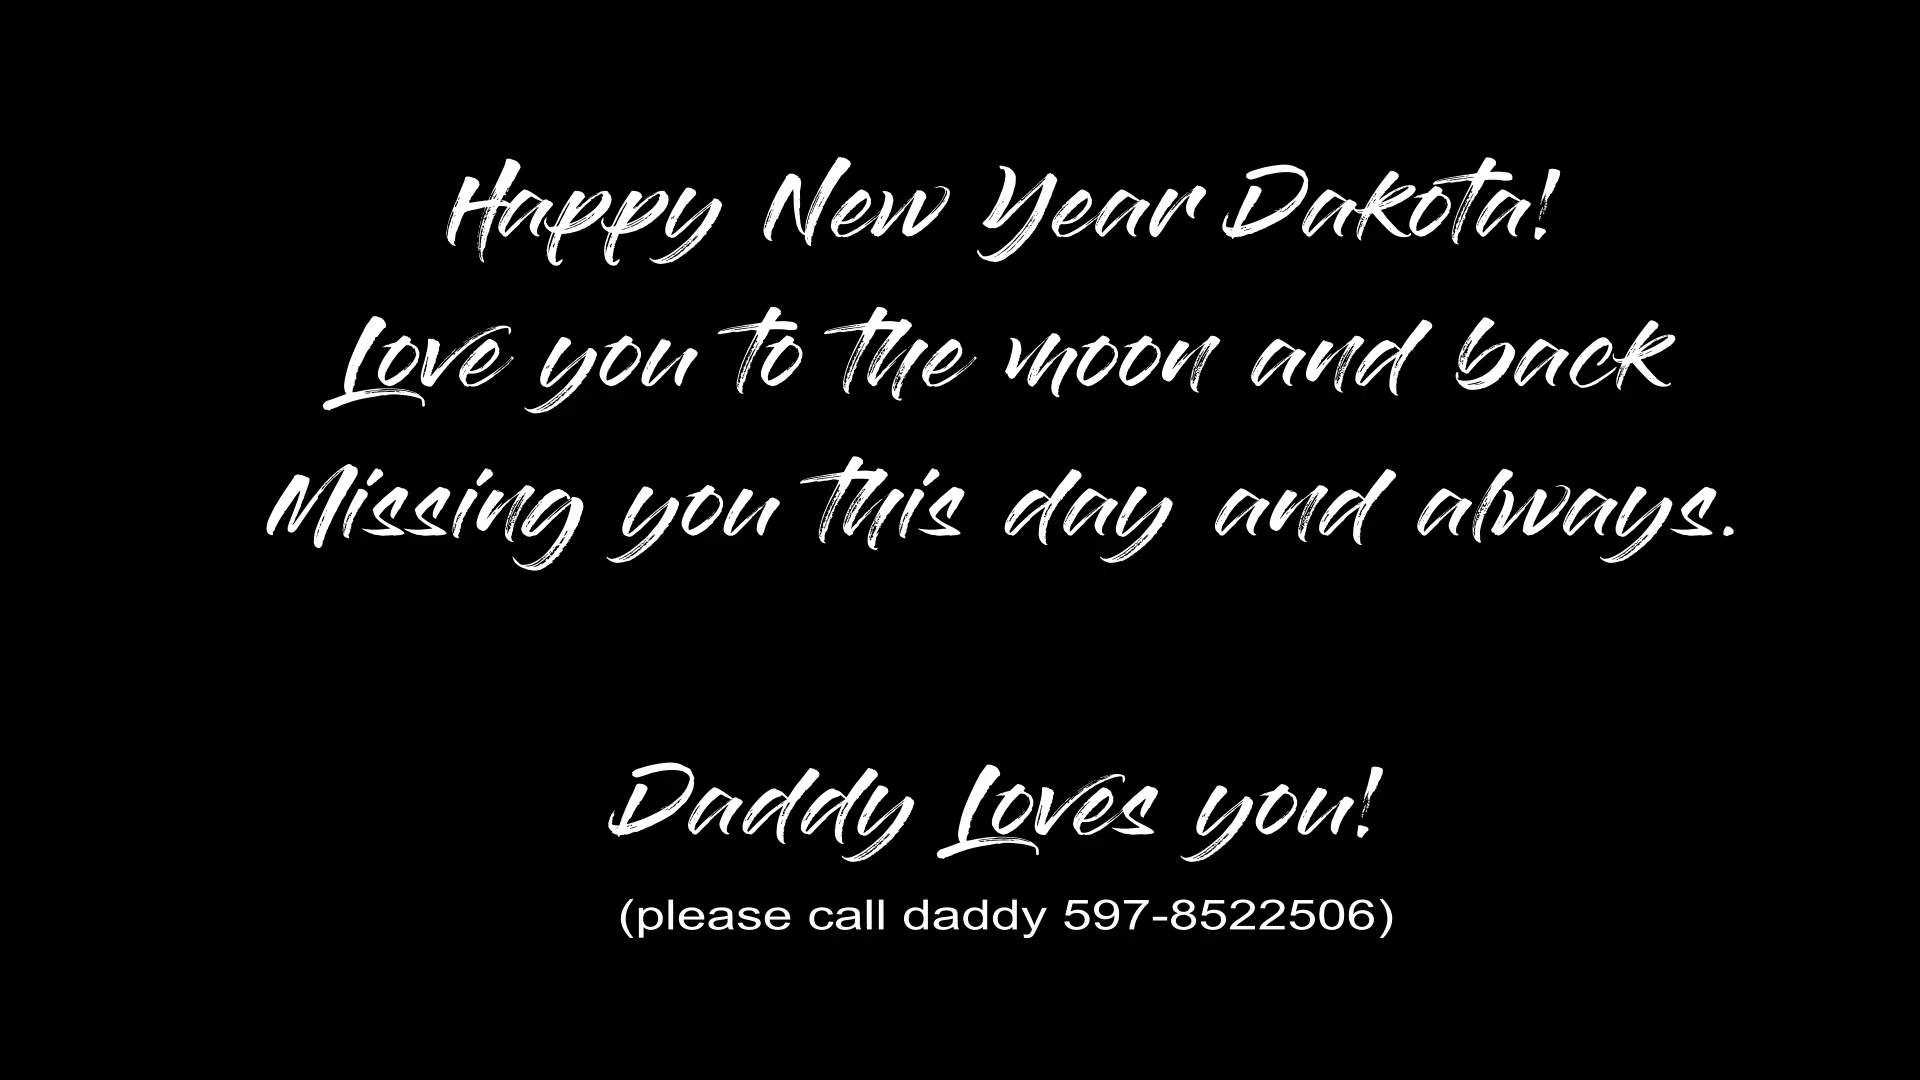 Happy New Year Dakota!
Love you to the moon and back
Missing you this day and always.
Daddy Loves you!
(please call daddy 597-8522506)